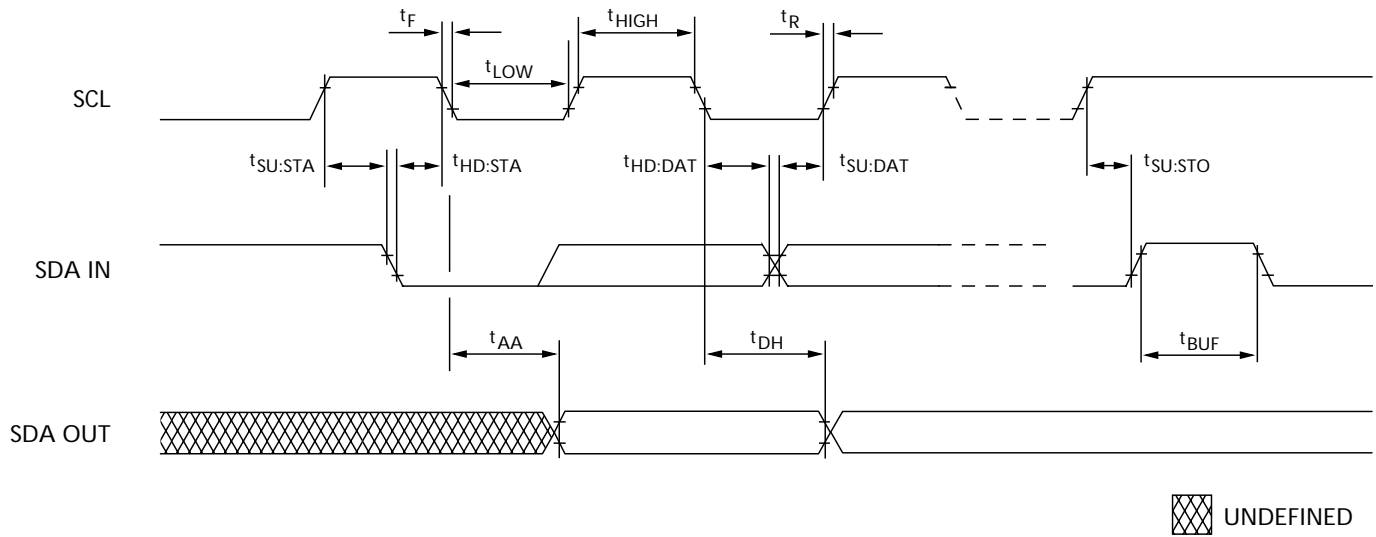 tF
tHIGH
tR
tLOW
SCL
tSU:STA
tHD:STA
tHD:DAT
tSU:DAT
tSU:STO
SDA IN
tAA
tDH
tBUF
SDA OUT
UNDEFINED